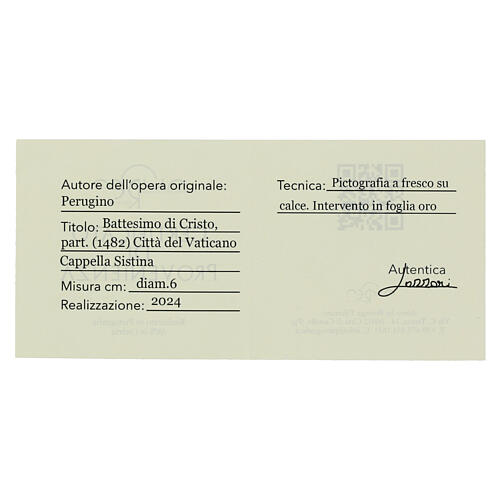 Autore dell'opera originale:
Perugino
Titolo: Battesimo di Cristo,
part. (1482) Città del Vaticano
Cappella Sistina
Misura cm: diam.6
Realizzazione: 2024
Tecnica: Pictografia a fresco su
calce. Intervento in foglia oro
Autentica